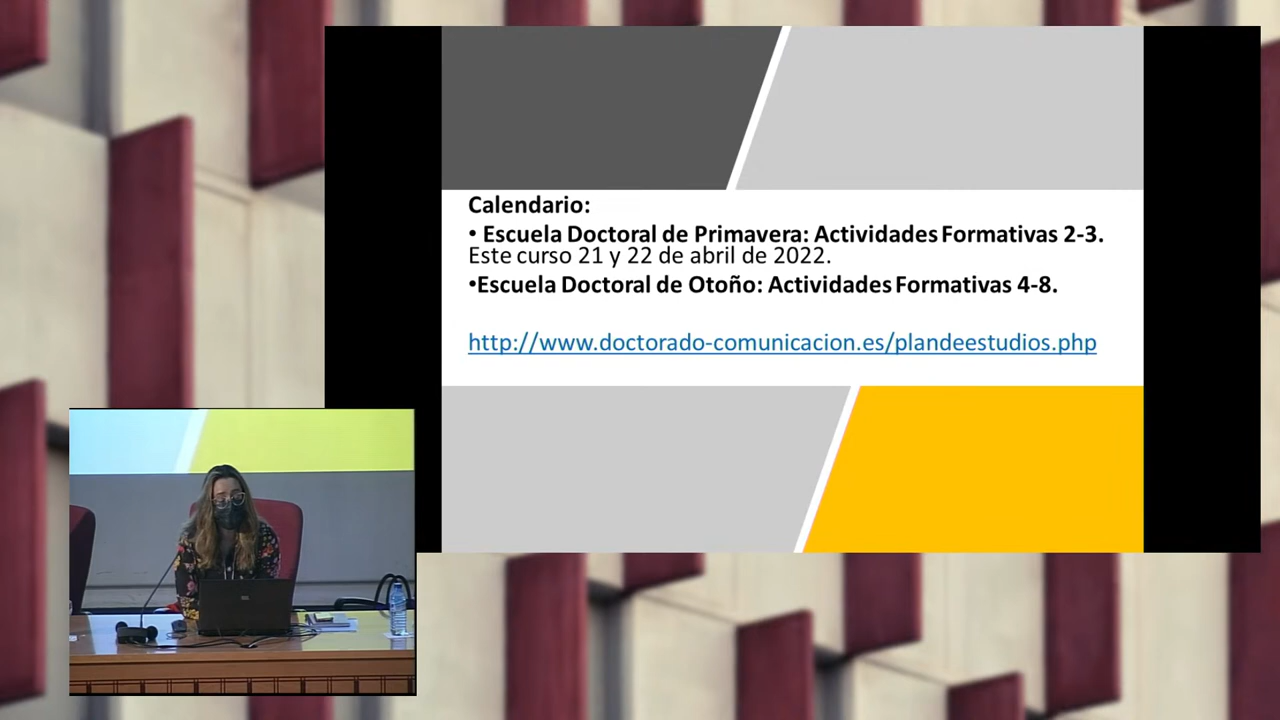 Calendario:
• Escuela Doctoral de Primavera: Actividades Formativas 2-3.
Este curso 21 y 22 de abril de 2022.
•Escuela Doctoral de Otoño: Actividades Formativas 4-8.
http://www.doctorado-comunicacion.es/plandeestudios.php